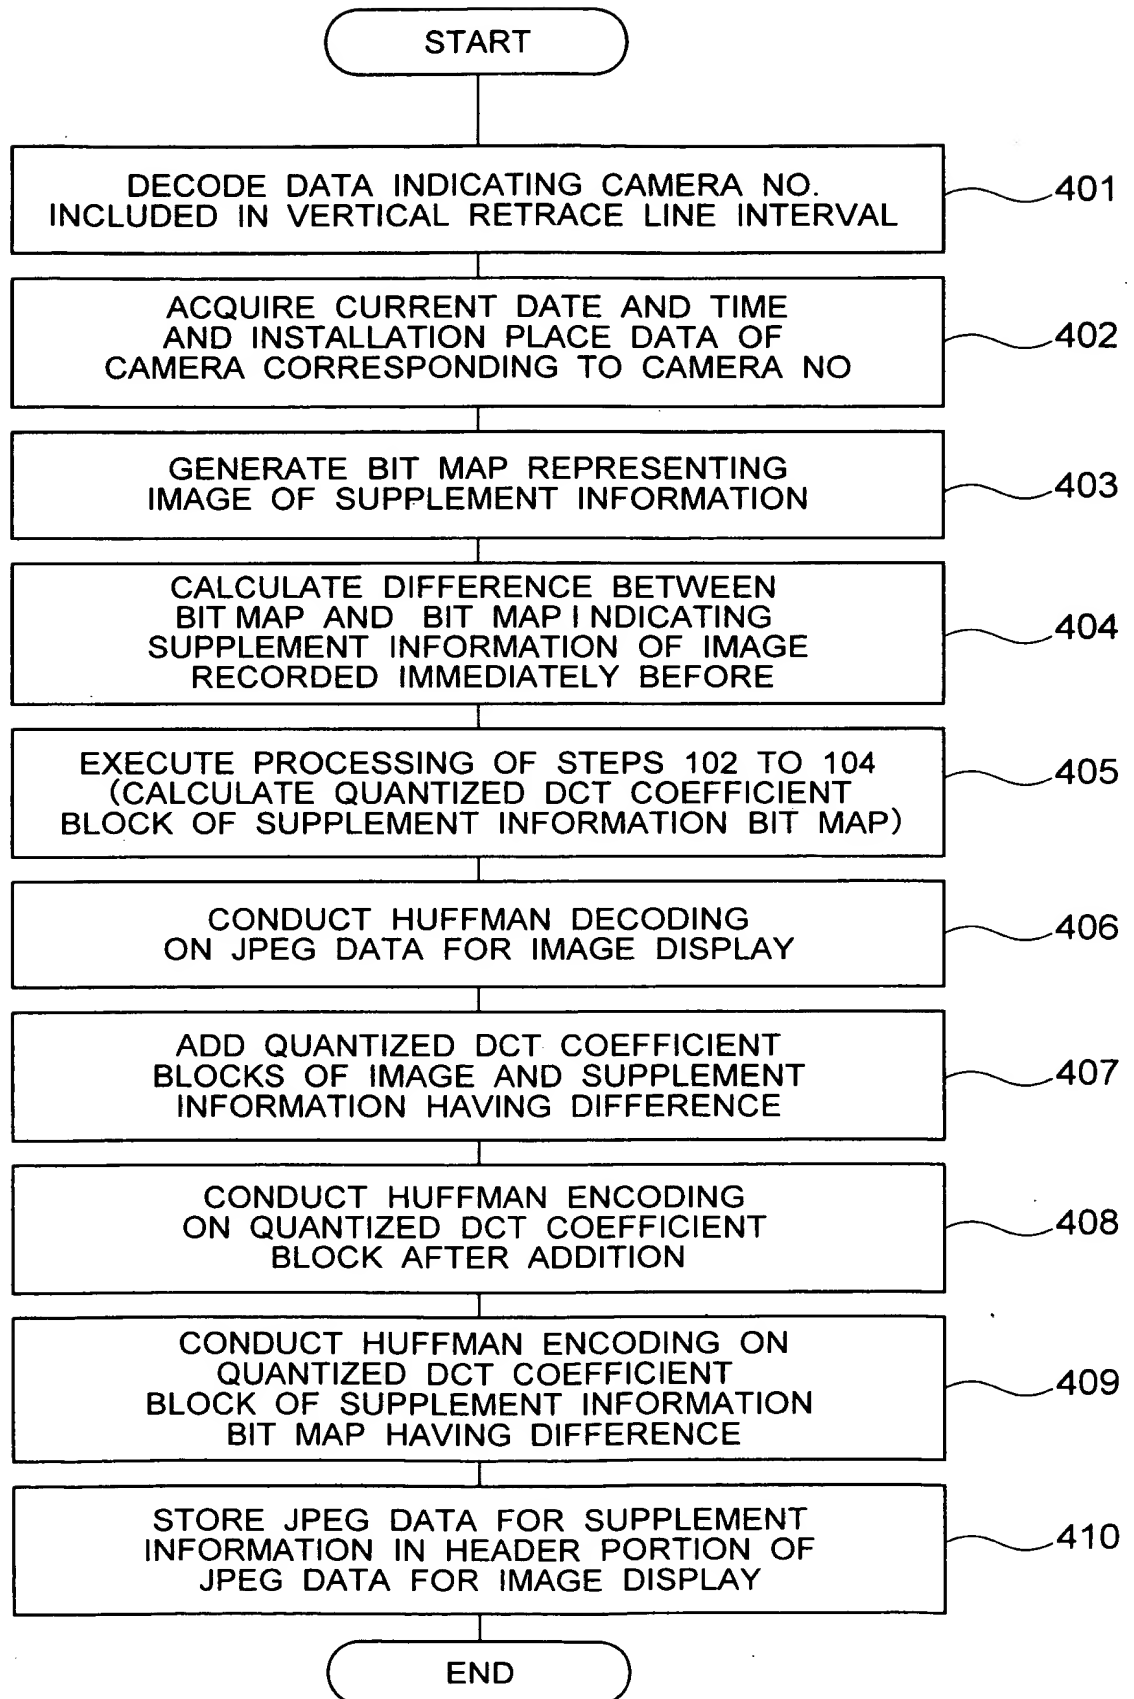 START
DECODE DATA INDICATING CAMERA NO.
INCLUDED IN VERTICAL RETRACE LINE INTERVAL
401
ACQUIRE CURRENT DATE AND TIME
AND INSTALLATION PLACE DATA OF
CAMERA CORRESPONDING TO CAMERA NO
402
GENERATE BIT MAP REPRESENTING
IMAGE OF SUPPLEMENT INFORMATION
403
CALCULATE DIFFERENCE BETWEEN
BIT MAP AND BIT MAP INDICATING
SUPPLEMENT INFORMATION OF IMAGE
RECORDED IMMEDIATELY BEFORE
404
EXECUTE PROCESSING OF STEPS 102 TO 104
(CALCULATE QUANTIZED DCT COEFFICIENT
BLOCK OF SUPPLEMENT INFORMATION BIT MAP)
405
CONDUCT HUFFMAN DECODING
ON JPEG DATA FOR IMAGE DISPLAY
406
ADD QUANTIZED DCT COEFFICIENT
BLOCKS OF IMAGE AND SUPPLEMENT
INFORMATION HAVING DIFFERENCE
407
CONDUCT HUFFMAN ENCODING
ON QUANTIZED DCT COEFFICIENT
BLOCK AFTER ADDITION
408
CONDUCT HUFFMAN ENCODING ON
QUANTIZED DCT COEFFICIENT
BLOCK OF SUPPLEMENT INFORMATION
BIT MAP HAVING DIFFERENCE
409
STORE JPEG DATA FOR SUPPLEMENT
INFORMATION IN HEADER PORTION OF
JPEG DATA FOR IMAGE DISPLAY
410
END